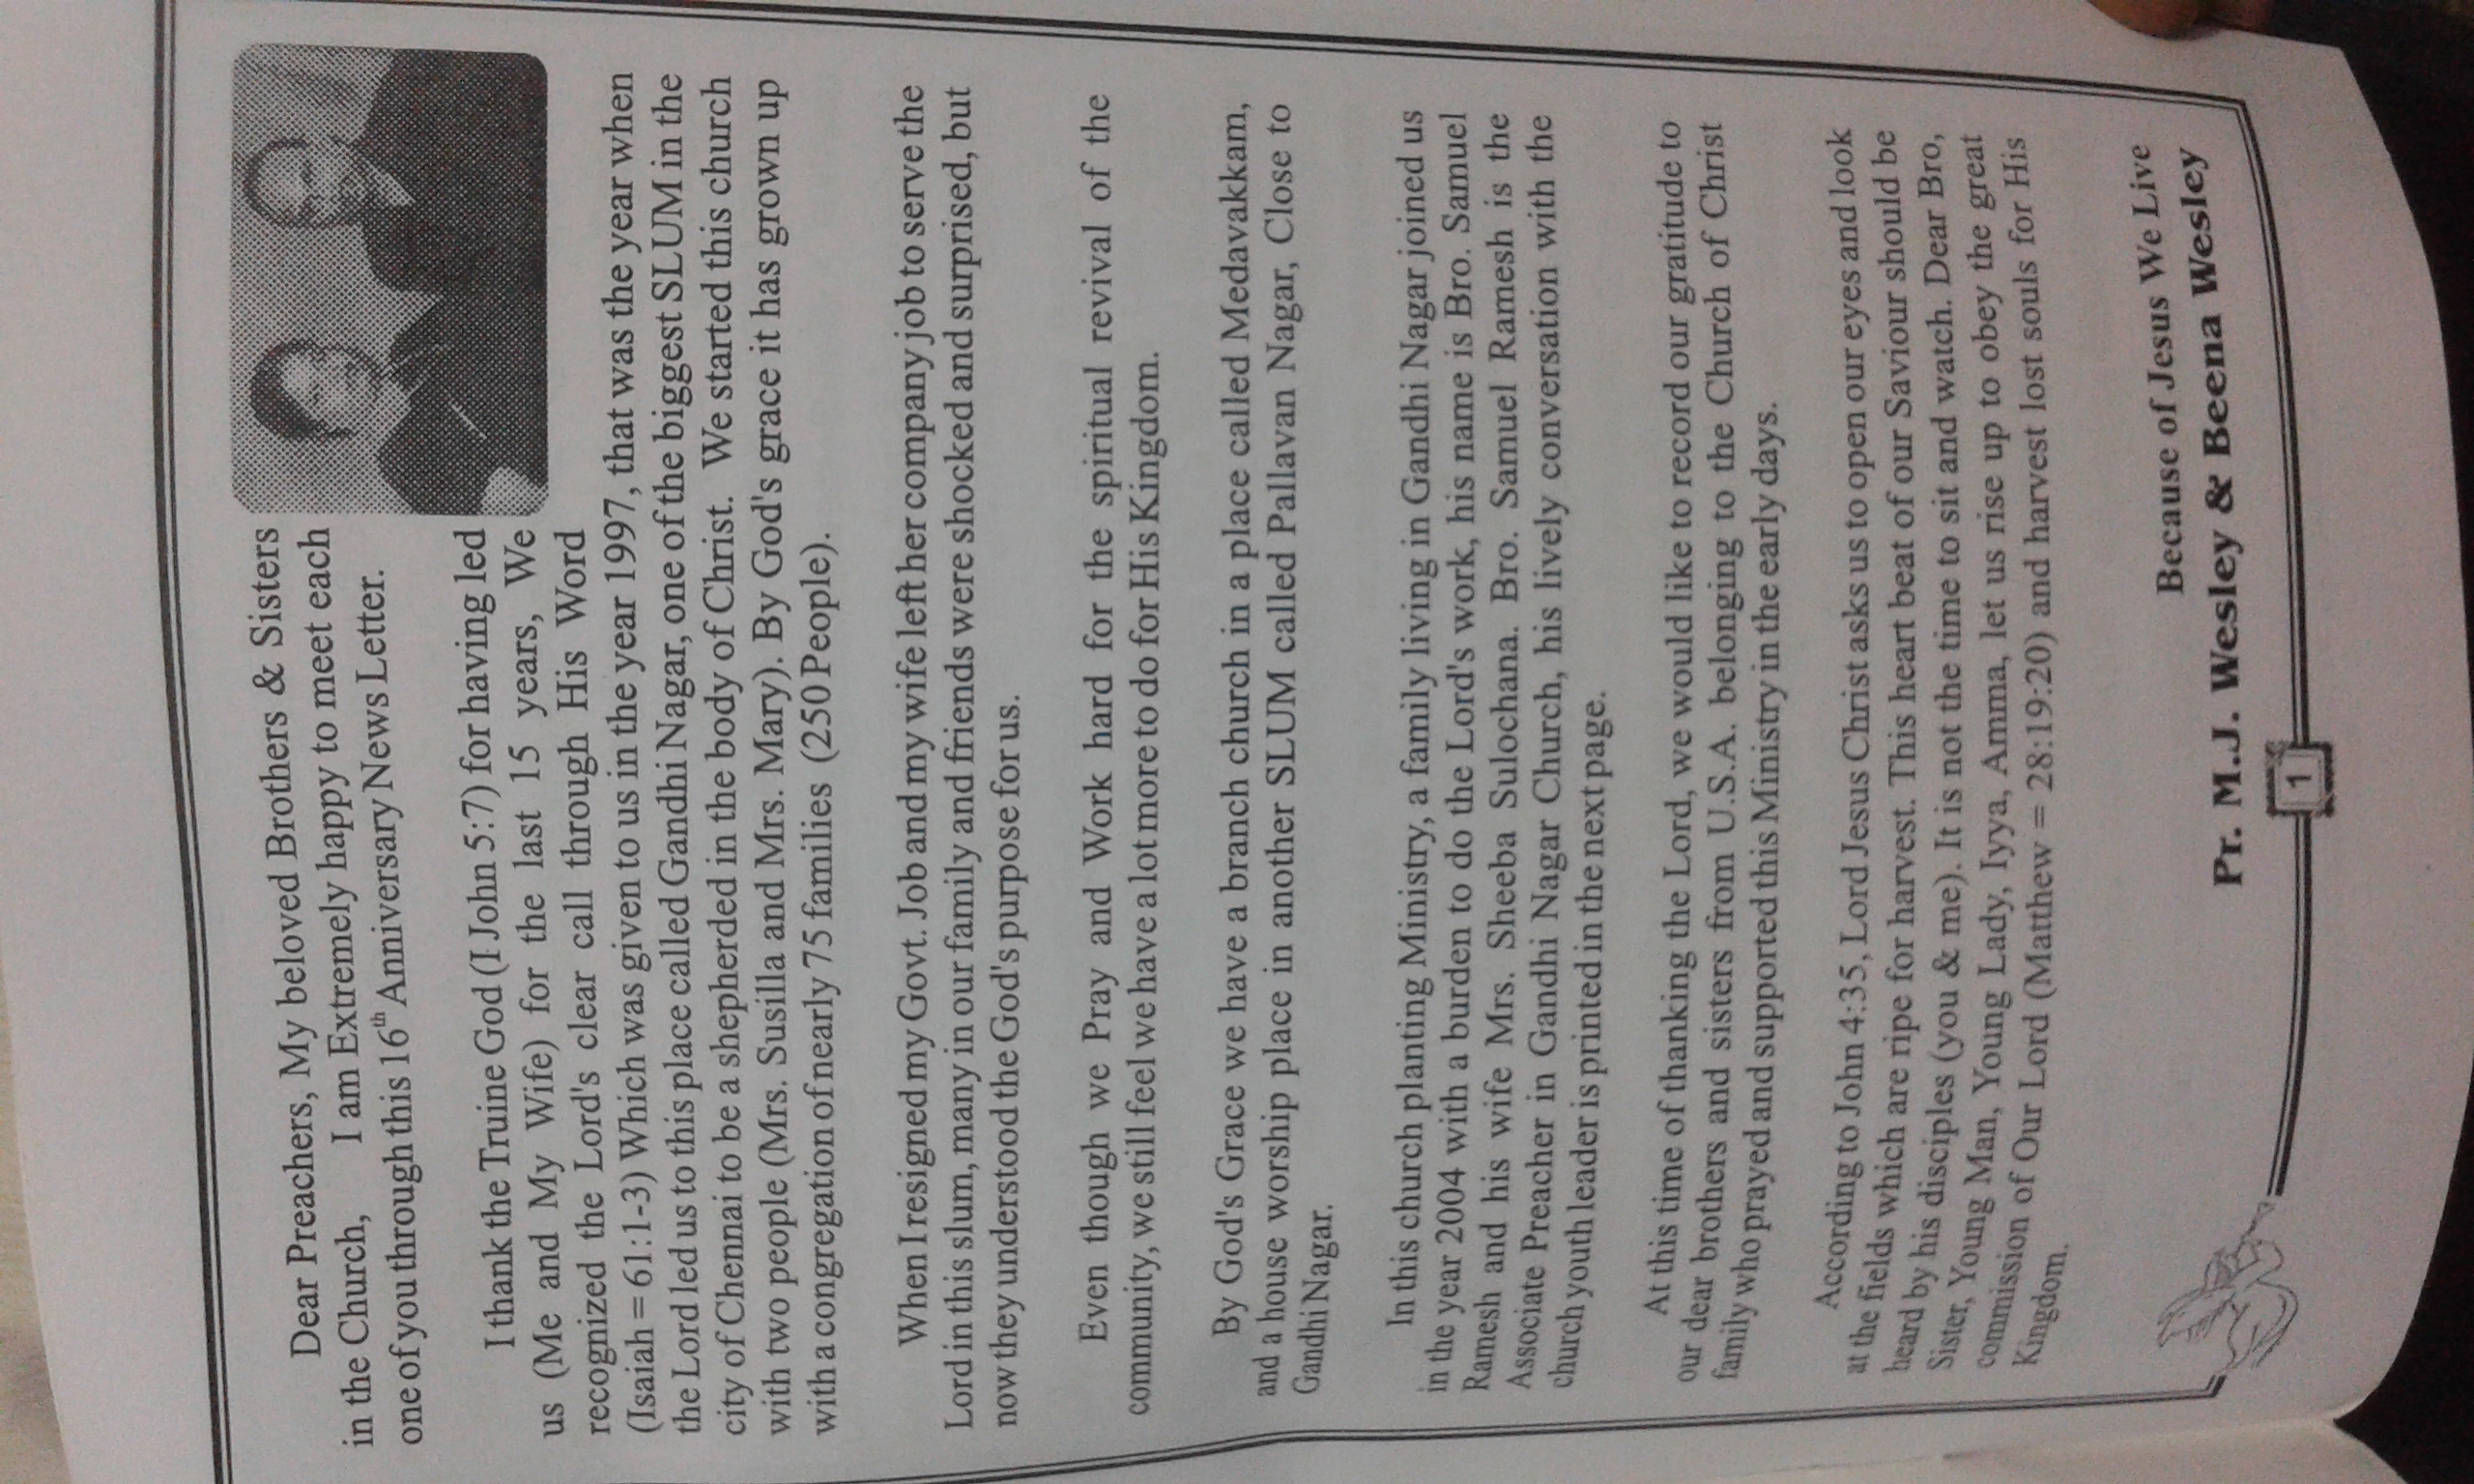 Dear Preachers, My beloved Brothers & Sisters
in the Church, I am Extremely happy to meet each
one of you through this 16th Anniversary News Letter.
I thank the Truine God (I John 5:7) for having led
us (Me and My Wife) for the last 15 years, We
recognized the Lord's clear call through His Word
(Isaiah = 61:1-3) Which was given to us in the year 1997, that was the year when
the Lord led us to this place called Gandhi Nagar, one of the biggest SLUM in the
city of Chennai to be a shepherded in the body of Christ. We started this church
with two people (Mrs. Susilla and Mrs. Mary). By God's grace it has grown up
with a congregation of nearly 75 families (250 People).
When I resigned my Govt. Job and my wife left her company job to serve the
Lord in this slum, many in our family and friends were shocked and surprised, but
now they understood the God's purpose for us.
Even though we Pray and Work hard for the spiritual revival of the
community, we still feel we have a lot more to do for His Kingdom.
By God's Grace we have a branch church in a place called Medavakkam,
and a house worship place in another SLUM called Pallavan Nagar, Close to
Gandhi Nagar.
In this church planting Ministry, a family living in Gandhi Nagar joined us
in the year 2004 with a burden to do the Lord's work, his name is Bro. Samuel
Ramesh and his wife Mrs. Sheeba Sulochana. Bro. Samuel Ramesh is the
Associate Preacher in Gandhi Nagar Church, his lively conversation with the
church youth leader is printed in the next page.
At this time of thanking the Lord, we would like to record our gratitude to
our dear brothers and sisters from U.S.A. belonging to the Church of Christ
family who prayed and supported this Ministry in the early days.
According to John 4:35, Lord Jesus Christ asks us to open our eyes and look
at the fields which are ripe for harvest. This heart beat of our Saviour should be
heard by his disciples (you & me). It is not the time to sit and watch. Dear Bro,
Sister, Young Man, Young Lady, Iyya, Amma, let us rise up to obey the great
commission of Our Lord (Matthew = 28:19:20) and harvest lost souls for His
Kingdom.
Because of Jesus We Live
Pr. M.J. Wesley & Beena Wesley
1